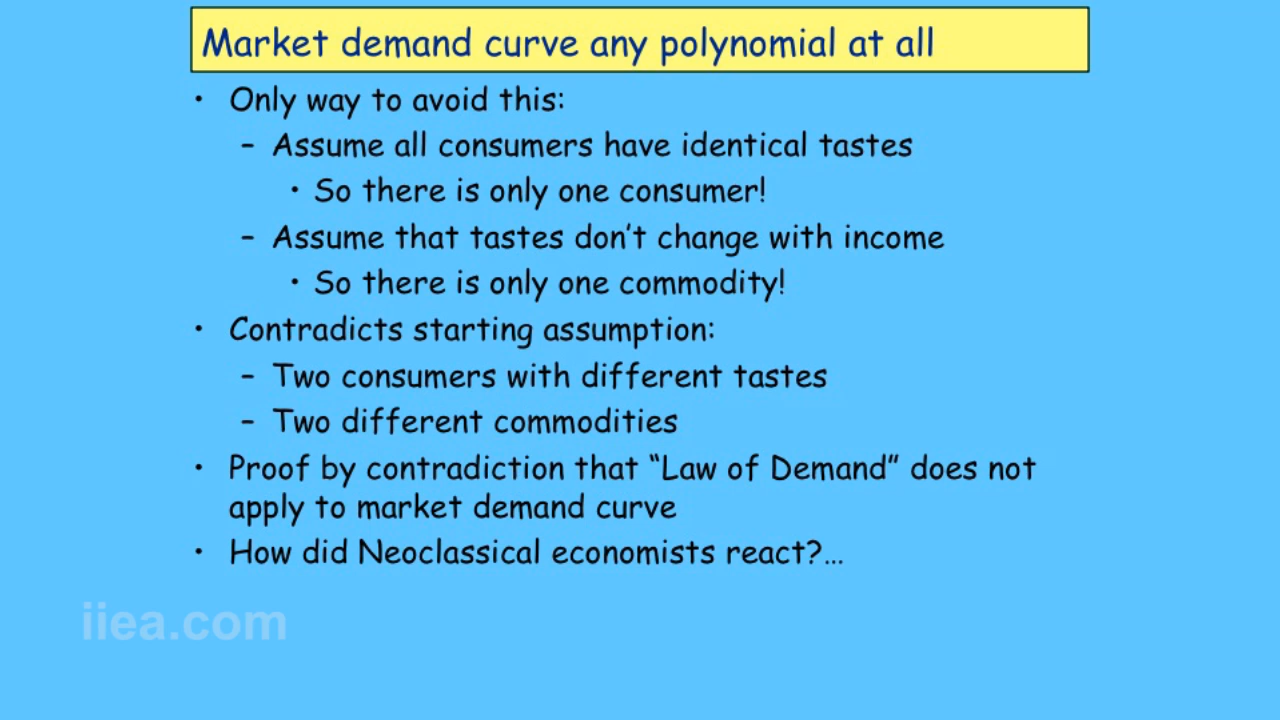 Market demand curve any polynomial at all
• Only way to avoid this:
– Assume all consumers have identical tastes
• So there is only one consumer!
– Assume that tastes don't change with income
• So there is only one commodity!
• Contradicts starting assumption:
– Two consumers with different tastes
– Two different commodities
• Proof by contradiction that “Law of Demand” does not
apply to market demand curve
• How did Neoclassical economists react?…
iiea.com